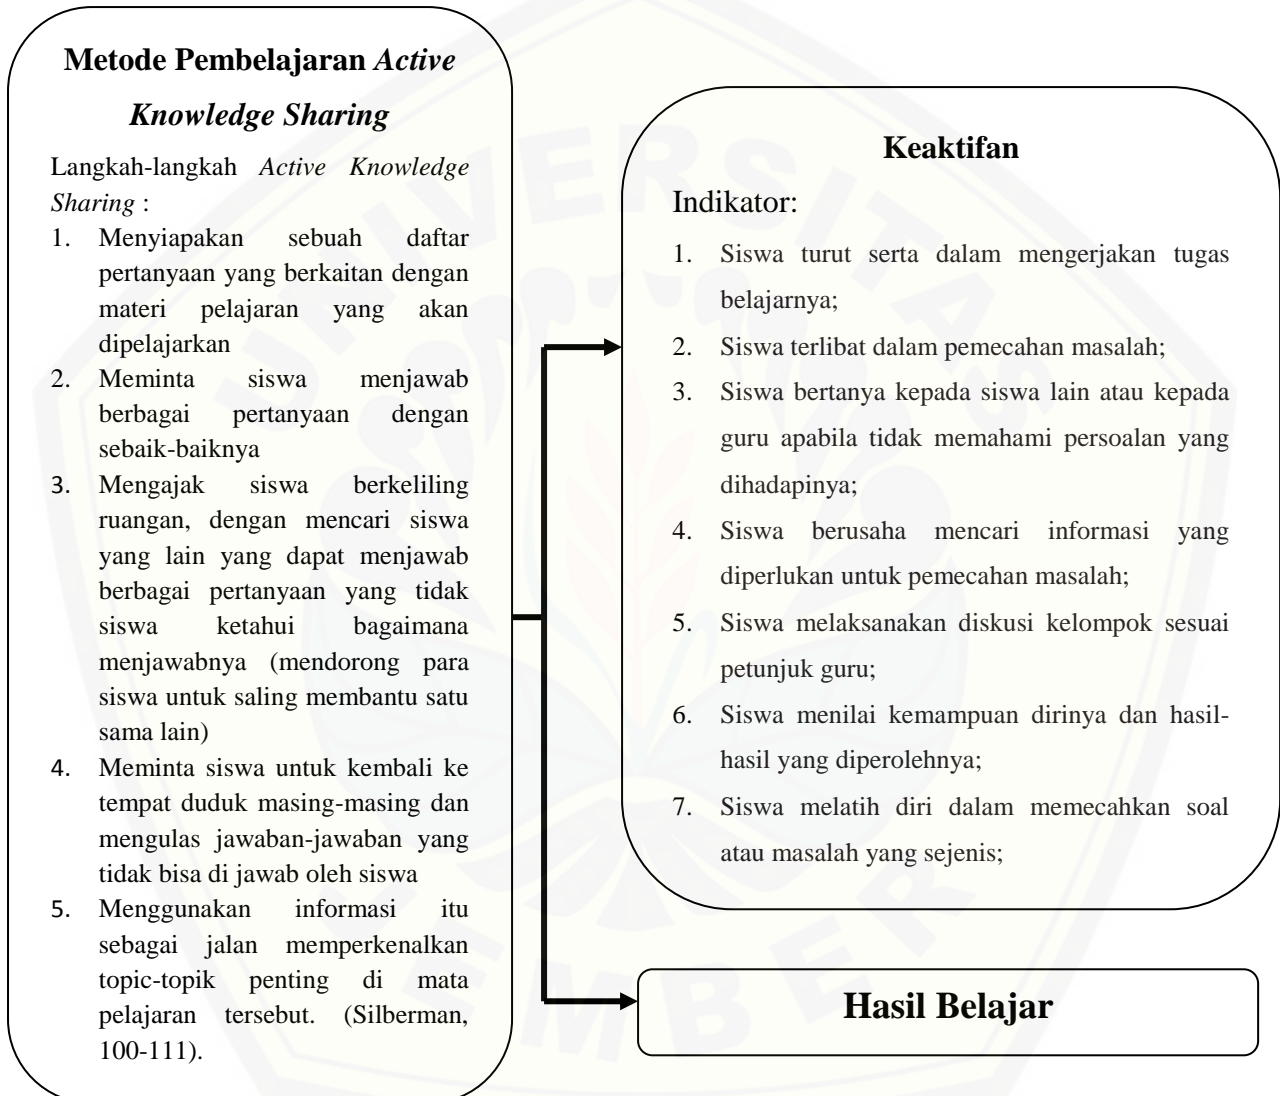 Metode Pembelajaran Active
Knowledge Sharing
Langkah-langkah Active Knowledge
Sharing :
1. Menyiapakan sebuah daftar
pertanyaan yang berkaitan dengan
materi pelajaran yang akan
dipelajarkan
2. Meminta siswa menjawab
berbagai pertanyaan dengan
sebaik-baiknya
3. Mengajak siswa berkeliling
ruangan, dengan mencari siswa
yang lain yang dapat menjawab
berbagai pertanyaan yang tidak
siswa ketahui bagaimana
menjawabnya (mendorong para
siswa untuk saling membantu satu
sama lain)
4. Meminta siswa untuk kembali ke
tempat duduk masing-masing dan
mengulas jawaban-jawaban yang
tidak bisa di jawab oleh siswa
5. Menggunakan informasi itu
sebagai jalan memperkenalkan
topic-topik penting di mata
pelajaran tersebut. (Silberman,
100-111).
Keaktifan
Indikator:
1. Siswa turut serta dalam mengerjakan tugas
belajarnya;
2. Siswa terlibat dalam pemecahan masalah;
3. Siswa bertanya kepada siswa lain atau kepada
guru apabila tidak memahami persoalan yang
dihadapinya;
4. Siswa berusaha mencari informasi yang
diperlukan untuk pemecahan masalah;
5. Siswa melaksanakan diskusi kelompok sesuai
petunjuk guru;
6. Siswa menilai kemampuan dirinya dan hasil-
hasil yang diperolehnya;
7. Siswa melatih diri dalam memecahkan soal
atau masalah yang sejenis;
Hasil Belajar
UNIVERSITAS
JEMBER